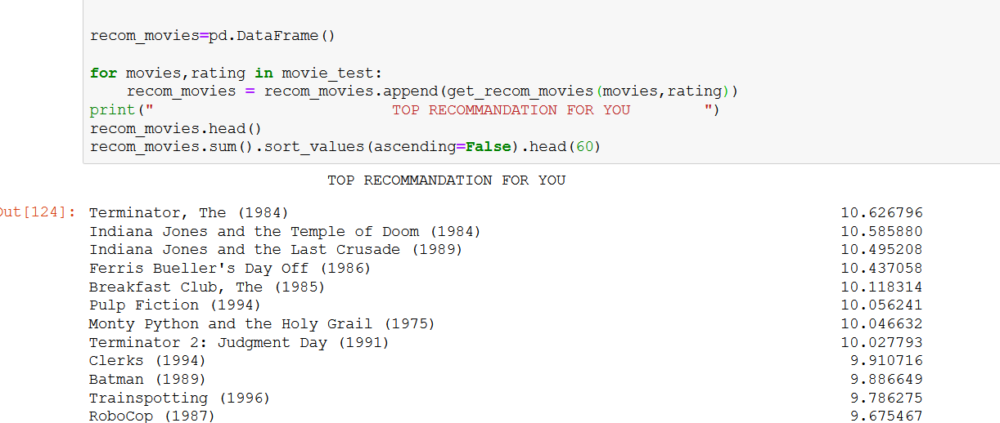 recom_movies=pd.DataFrame()
for movies,rating in movie_test:
recom_movies = recom_movies.append(get_recom_movies(movies,rating))
print(" TOP RECOMMANDATION FOR YOU ")
recom_movies.head()
recom_movies.sum().sort_values(ascending=False).head(60)
TOP RECOMMANDATION FOR YOU
Out[124]: Terminator, The (1984) 10.626796
Indiana Jones and the Temple of Doom (1984) 10.585880
Indiana Jones and the Last Crusade (1989) 10.495208
Ferris Bueller's Day Off (1986) 10.437058
Breakfast Club, The (1985) 10.118314
Pulp Fiction (1994) 10.056241
Monty Python and the Holy Grail (1975) 10.046632
Terminator 2: Judgment Day (1991) 10.027793
Clerks (1994) 9.910716
Batman (1989) 9.886649
Trainspotting (1996) 9.786275
RoboCop (1987) 9.675467